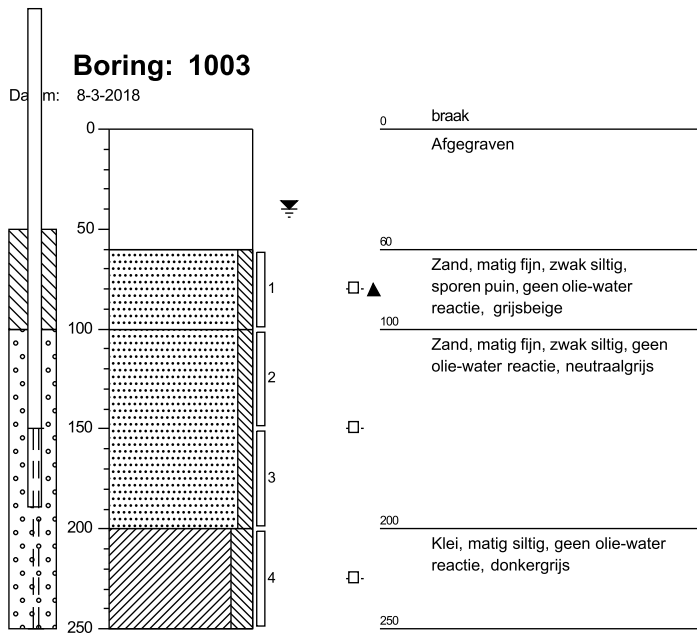 Boring: 1003
Da m: 8-3-2018
0
50
100
150
200
250
1
2
3
4
0
braak
Afgegraven
60
Zand, matig fijn, zwak siltig,
sporen puin, geen olie-water
reactie, grijsbeige
100
Zand, matig fijn, zwak siltig, geen
olie-water reactie, neutraalgrijs
200
Klei, matig siltig, geen olie-water
reactie, donkergrijs
250